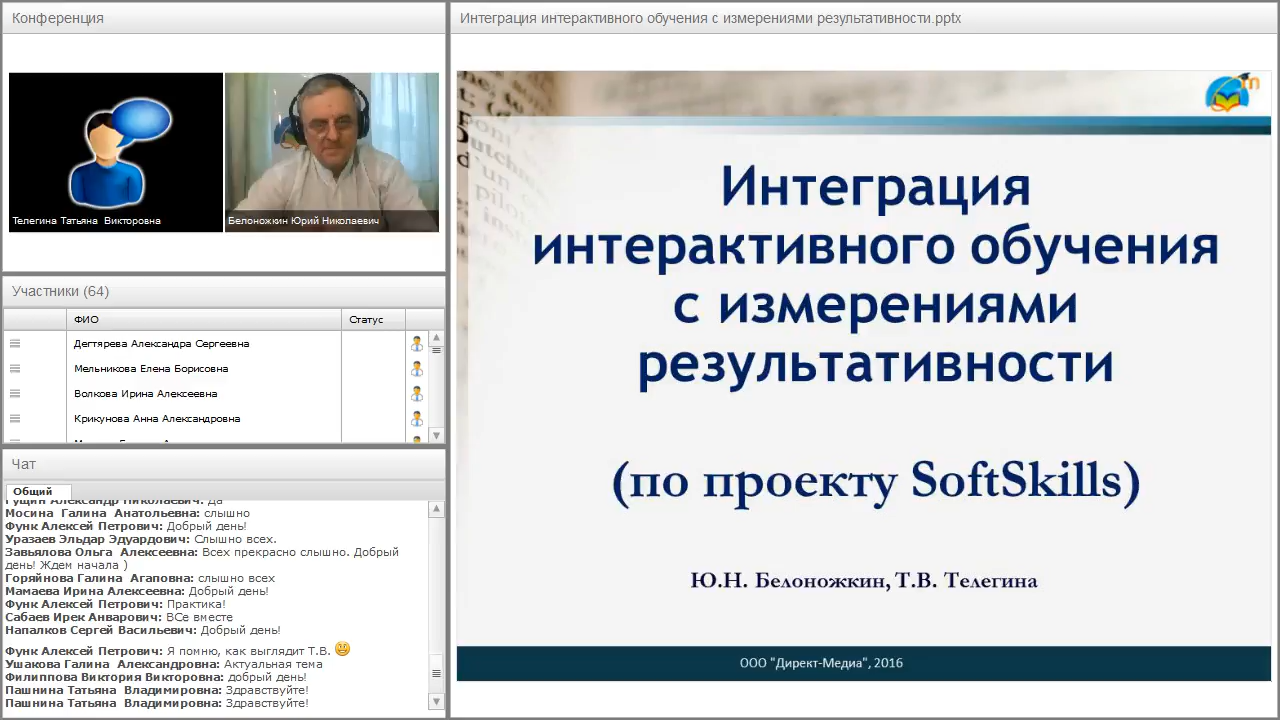 Конференция
Телегина Татьяна Викторовна
Белоножкин Юрий Николаевич
Участники (64)
ФИО Статус
Дегтярева Александра Сергеевна
Мельникова Елена Борисовна
Волкова Ирина Алексеевна
Крикунова Анна Александровна
Чат
Общий
Гущин Александр Николаевич: да
Мосина Галина Анатольевна: слышно
Функ Алексей Петрович: Добрый день!
Уразаев Эльдар Эдуардович: Слышно всех.
Завьялова Ольга Алексеевна: Всех прекрасно слышно. Добрый
день! Ждем начала )
Горяйнова Галина Агаповна: слышно всех
Мамаева Ирина Алексеевна: Добрый день!
Функ Алексей Петрович: Практика!
Сабаев Ирек Анварович: ВСе вместе
Напалков Сергей Васильевич: Добрый день!
Функ Алексей Петрович: Я помню, как выглядит Т.В.
Ушакова Галина Александровна: Актуальная тема
Филиппова Виктория Викторовна: добрый день!
Пашнина Татьяна Владимировна: Здравствуйте!
Пашнина Татьяна Владимировна: Здравствуйте!
Интеграция интерактивного обучения с измерениями результативности.pptx
Интеграция
интерактивного обучения
с измерениями
результативности
(по проекту SoftSkills)
Ю.Н. Белоножкин, Т.В. Телегина
ООО "Директ-Медиа", 2016